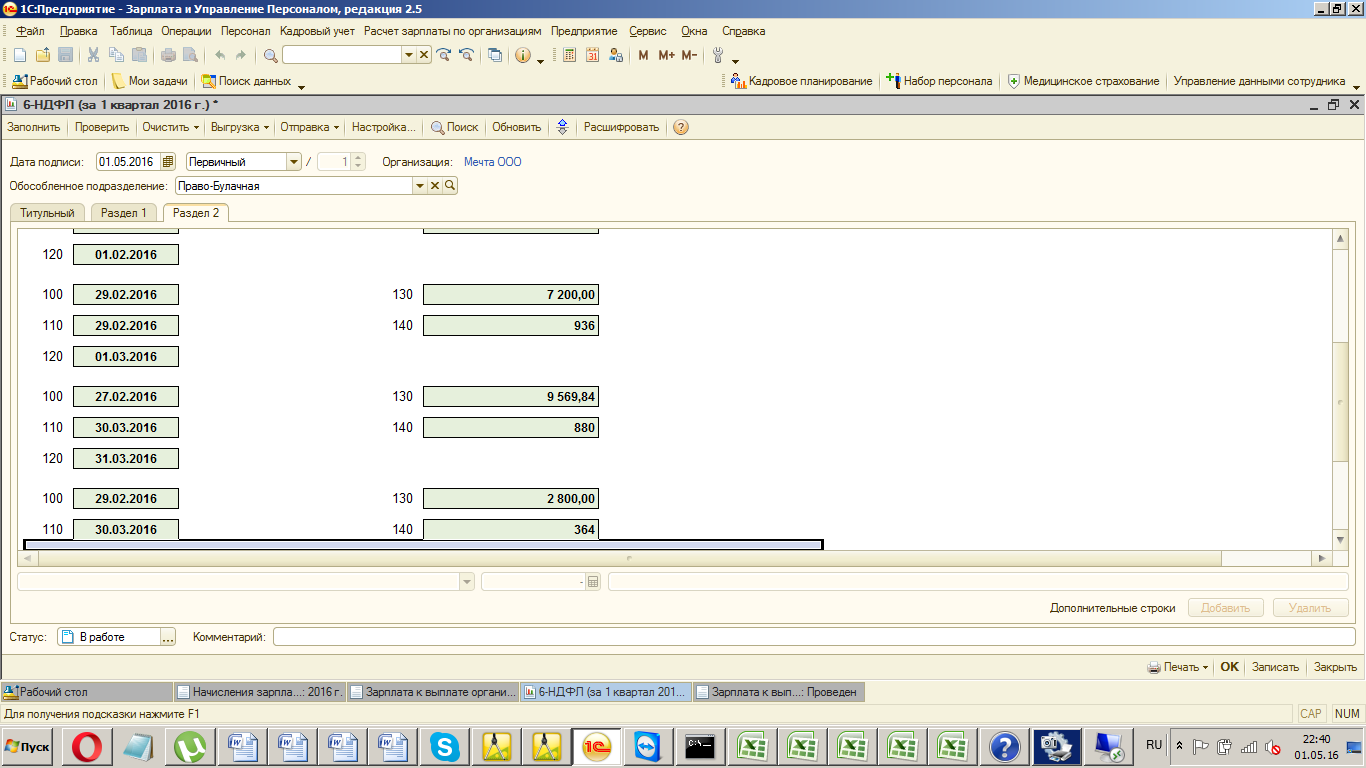 1С:Предприятие - Зарплата и Управление Персоналом, редакция 2.5
Файл Правка Таблица Операции Персонал Кадровый учет Расчет зарплаты по организациям Предприятие Сервис Окна Справка
M M+ M-
Рабочий стол Мои задачи Поиск данных Кадровое планирование Набор персонала Медицинское страхование Управление данными сотрудника
6-НДФЛ (за 1 квартал 2016 г.) *
Заполнить Проверить Очистить Выгрузка Отправка Настройка... Поиск Обновить Расшифровать
Дата подписи: 01.05.2016 Первичный / 1 Организация: Мечта ООО
Обособленное подразделение: Право-Булачная
Титульный Раздел 1 Раздел 2
120 01.02.2016
100 29.02.2016 130 7 200,00
110 29.02.2016 140 936
120 01.03.2016
100 27.02.2016 130 9 569,84
110 30.03.2016 140 880
120 31.03.2016
100 29.02.2016 130 2 800,00
110 30.03.2016 140 364
Дополнительные строки Добавить Удалить
Статус: В работе ... Комментарий:
Печать OK Записать Закрыть
Рабочий стол Начисления зарпла...: 2016 г. Зарплата к выплате органи... 6-НДФЛ (за 1 квартал 201... Зарплата к вып...: Проведен
Для получения подсказки нажмите F1 CAP NUM
Пуск RU 22:40
01.05.16